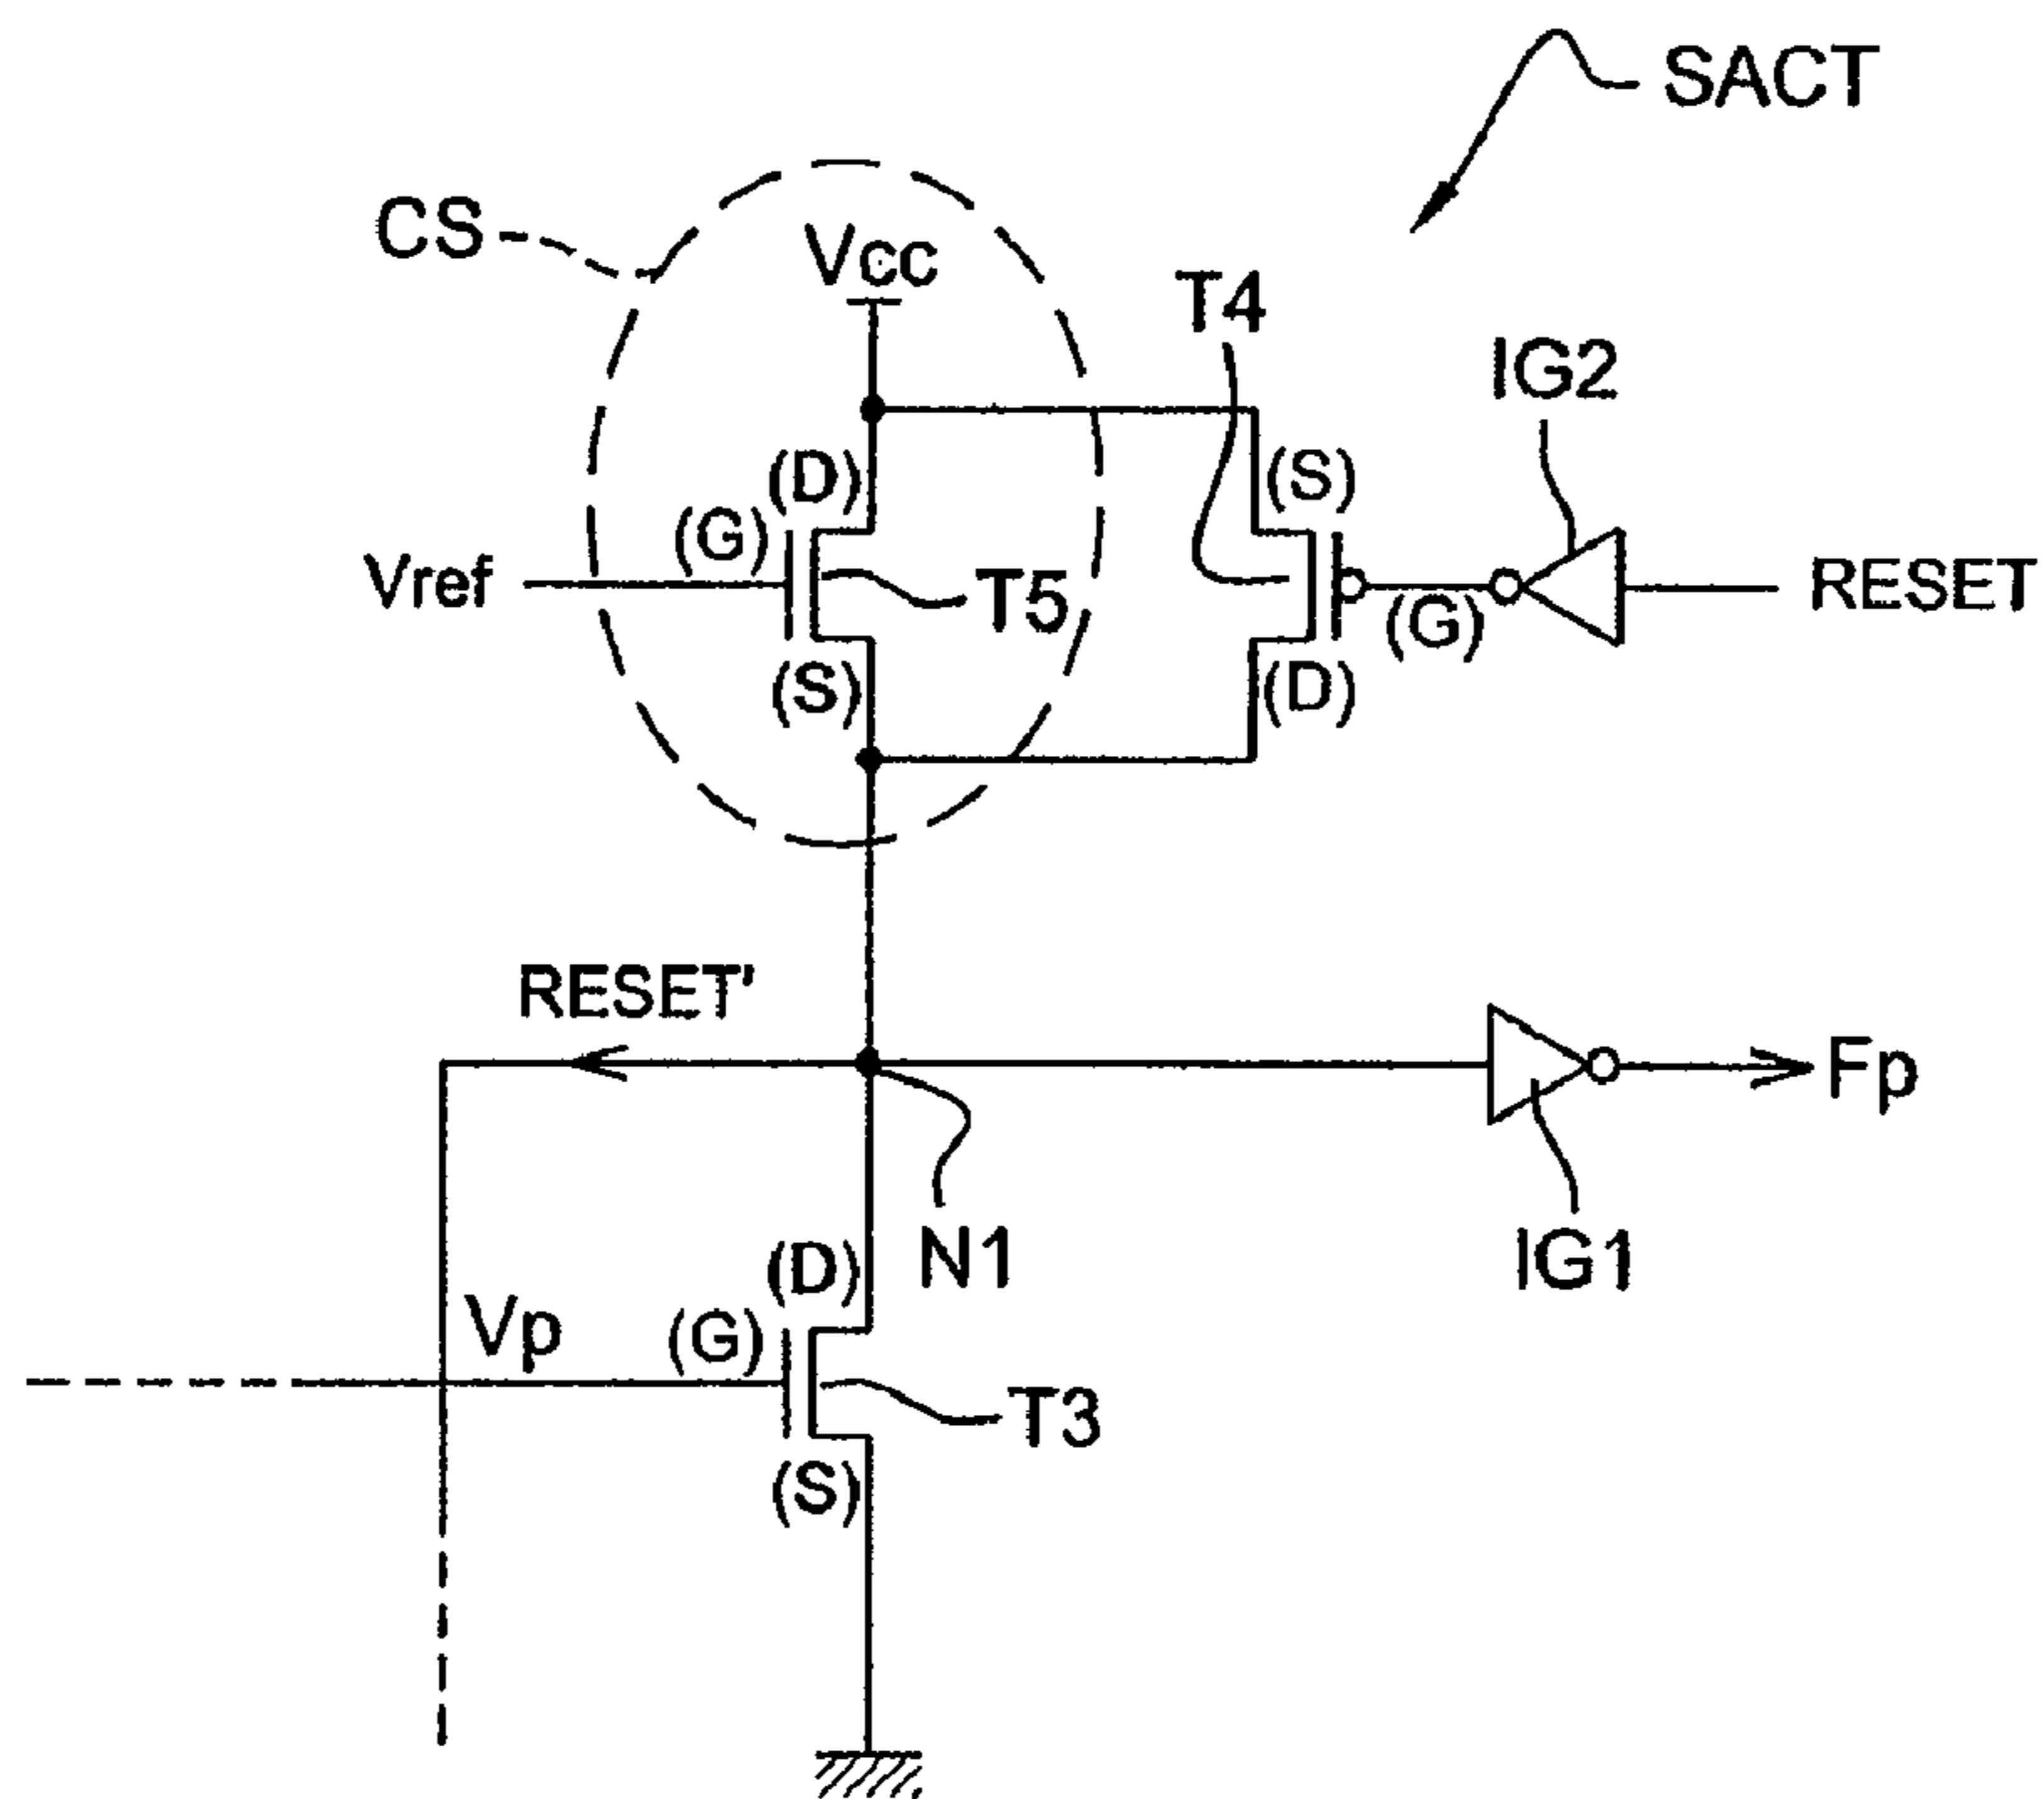 SACT
CS
Vcc
T4
IG2
(D)
(S)
(G)
Vref
T5
RESET
(G)
(S)
(D)
RESET'
Fp
N1
IG1
(D)
Vp
(G)
T3
(S)